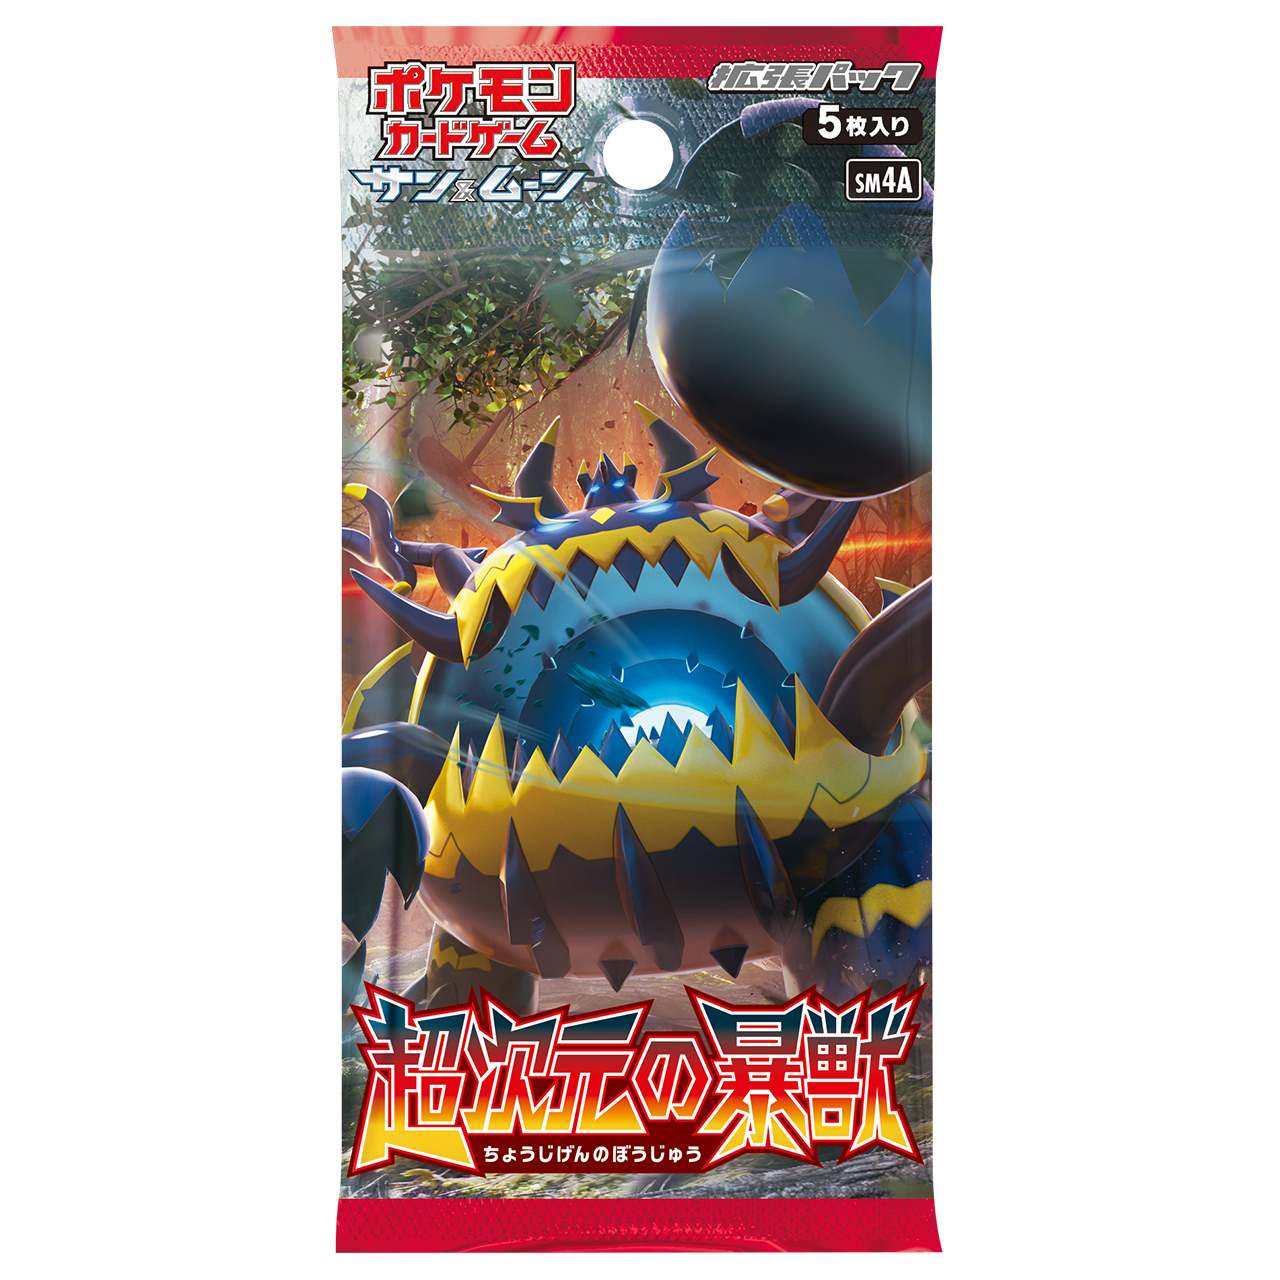 ポケモン
カードゲーム
サン&ムーン
拡張パック
5枚入り
SM4A
超次元の暴獣
ちょうじげんのぼうじゅう